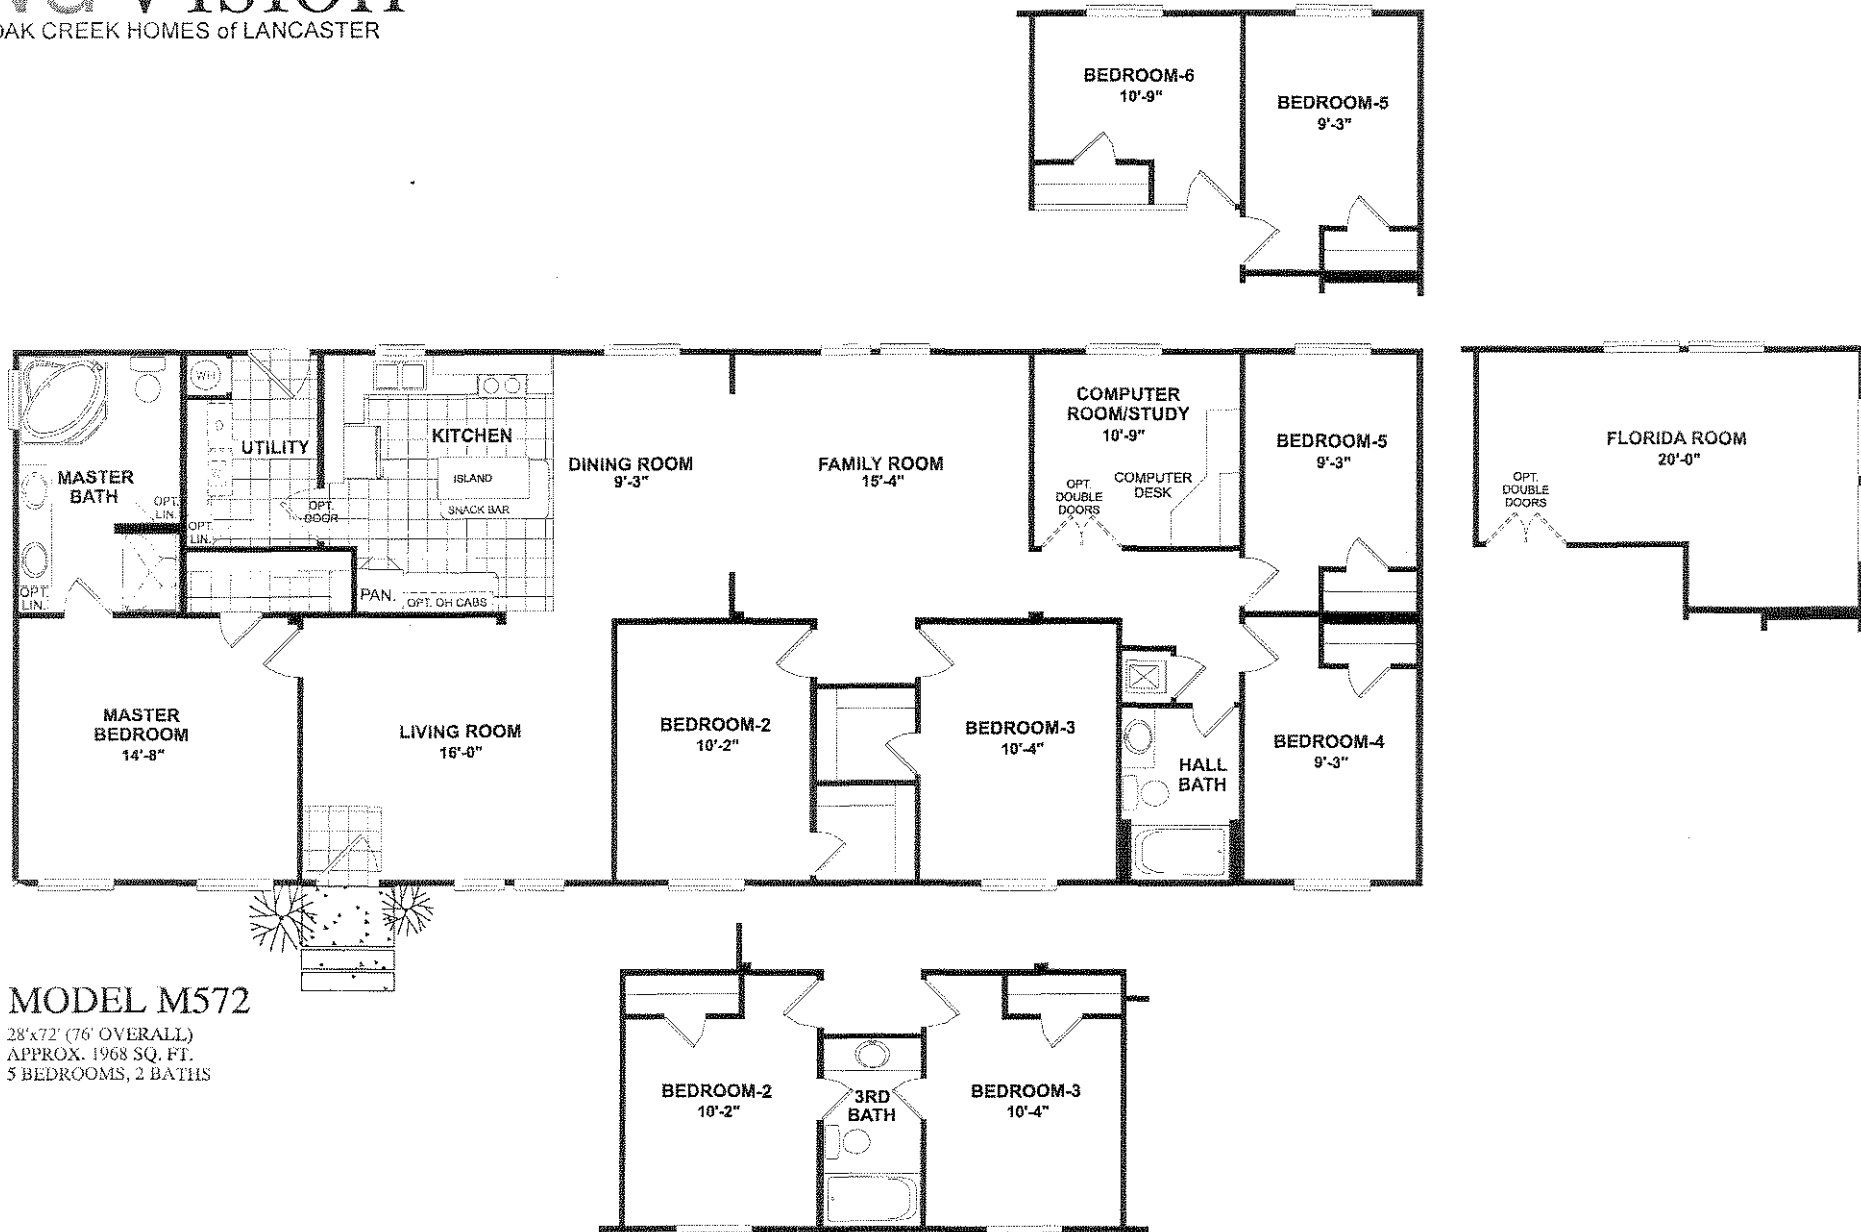 VISION
OAK CREEK HOMES of LANCASTER
BEDROOM-6
10'-9"
BEDROOM-5
9'-3"
MASTER
BATH
OPT.
LIN.
OPT.
LIN.
WH
UTILITY
OPT.
LIN.
OPT.
DOOR
KITCHEN
ISLAND
SNACK BAR
PAN.
OPT. OH CABS
DINING ROOM
9'-3"
FAMILY ROOM
15'-4"
COMPUTER
ROOM/STUDY
10'-9"
OPT.
DOUBLE
DOORS
COMPUTER
DESK
BEDROOM-5
9'-3"
FLORIDA ROOM
20'-0"
OPT.
DOUBLE
DOORS
MASTER
BEDROOM
14'-8"
LIVING ROOM
16'-0"
BEDROOM-2
10'-2"
BEDROOM-3
10'-4"
HALL
BATH
BEDROOM-4
9'-3"
MODEL M572
28'x72' (76' OVERALL)
APPROX. 1968 SQ. FT.
5 BEDROOMS, 2 BATHS
BEDROOM-2
10'-2"
3RD
BATH
BEDROOM-3
10'-4"